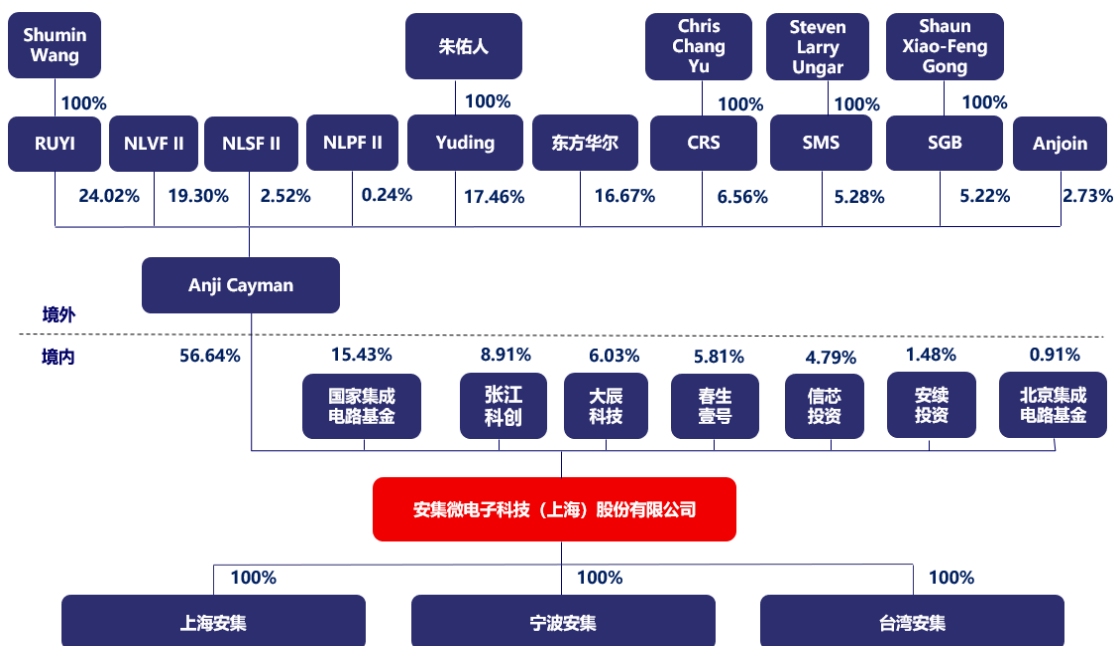 Shumin
Wang
朱佑人
Chris
Chang
Yu
Steven
Larry
Ungar
Shaun
Xiao-Feng
Gong
100%
100%
100%
100%
100%
RUYI
NLVF II
NLSF II
NLPF II
Yuding
东方华尔
CRS
SMS
SGB
Anjoin
24.02%
19.30%
2.52%
0.24%
17.46%
16.67%
6.56%
5.28%
5.22%
2.73%
Anji Cayman
境外
境内
56.64%
15.43%
8.91%
6.03%
5.81%
4.79%
1.48%
0.91%
国家集成
电路基金
张江
科创
大辰
科技
春生
壹号
信芯
投资
安续
投资
北京集成
电路基金
安集微电子科技（上海）股份有限公司
100%
100%
100%
上海安集
宁波安集
台湾安集